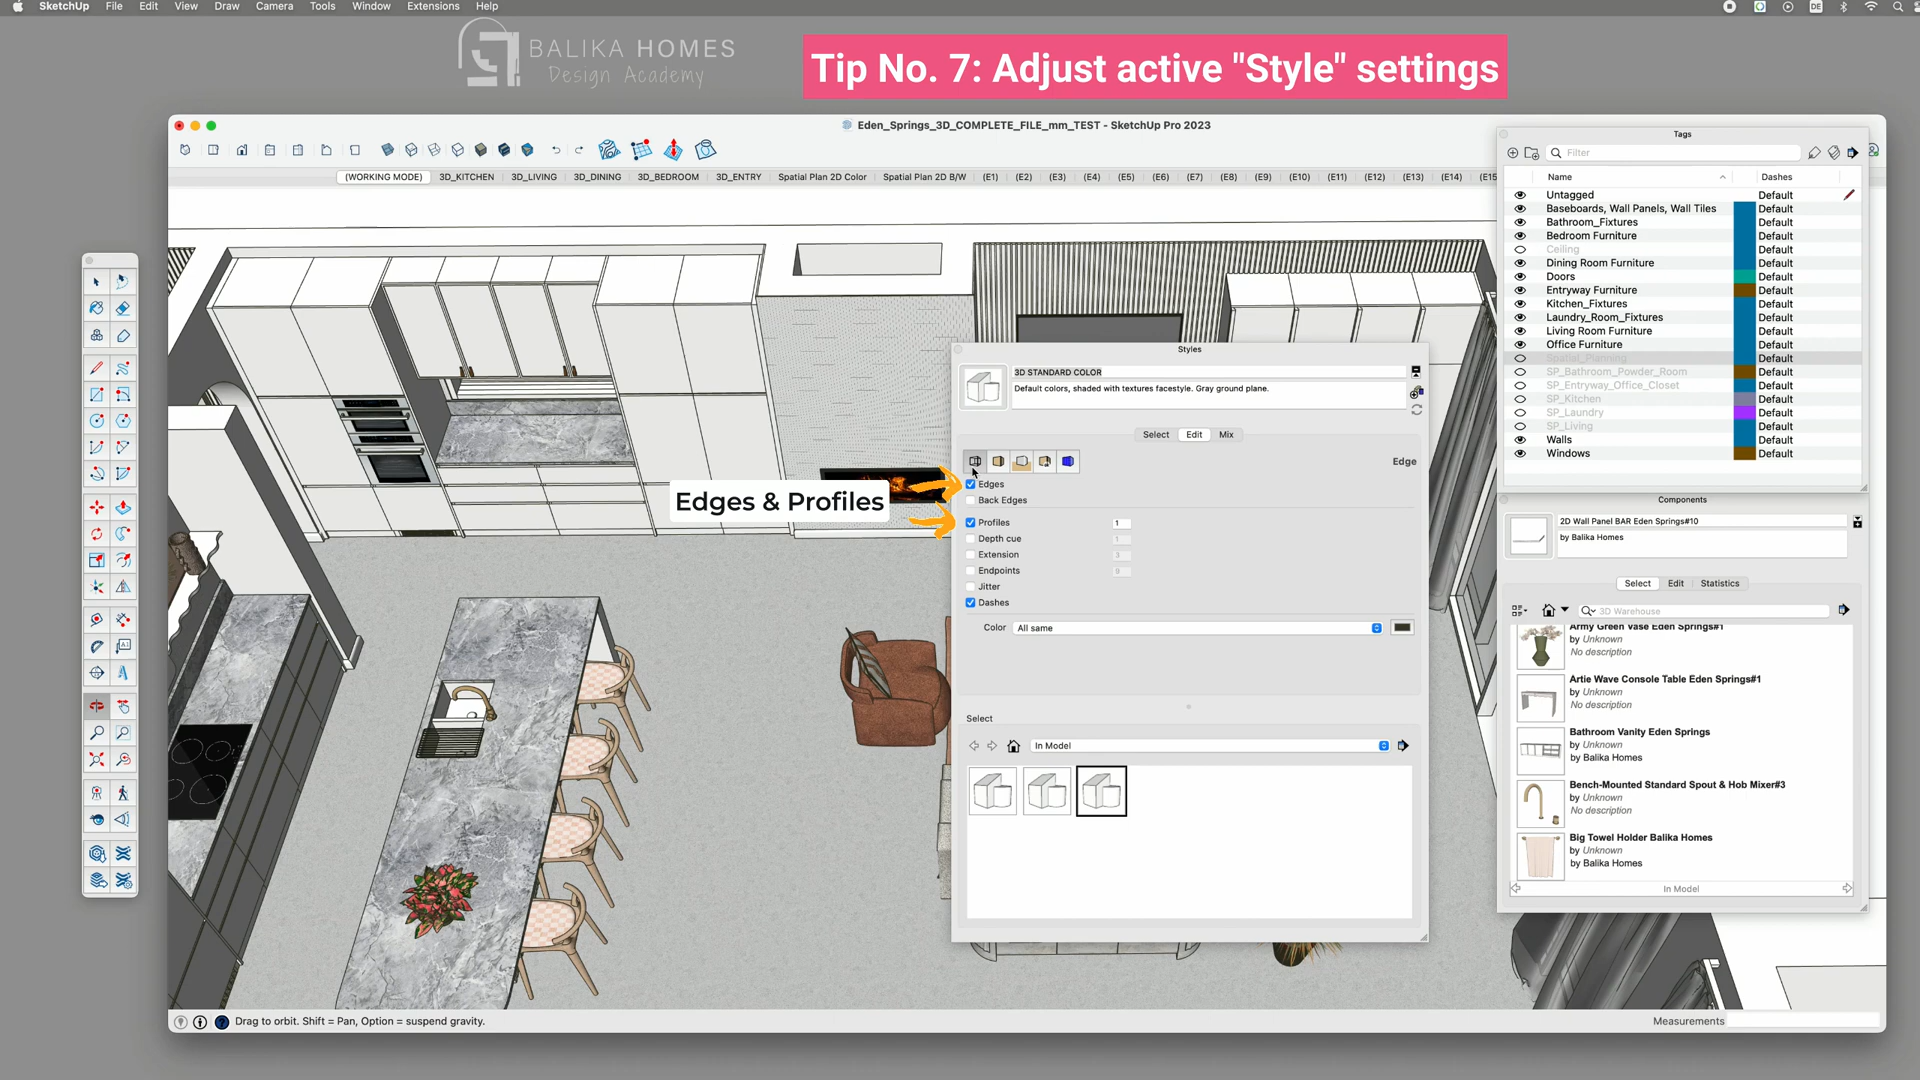 SketchUp File Edit View Draw Camera Tools Window Extensions Help
DE
BALIKA HOMES
Design Academy
Tip No. 7: Adjust active "Style" settings
Eden_Springs_3D_COMPLETE_FILE_mm_TEST - SketchUp Pro 2023
(WORKING MODE) 3D_KITCHEN 3D_LIVING 3D_DINING 3D_BEDROOM 3D_ENTRY Spatial Plan 2D Color Spatial Plan 2D B/W (E1) (E2) (E3) (E4) (E5) (E6) (E7) (E8) (E9) (E10) (E11) (E12) (E13) (E14) (E15
Tags
Filter
Name Dashes
Untagged Default
Baseboards, Wall Panels, Wall Tiles Default
Bathroom_Fixtures Default
Bedroom Furniture Default
Ceiling Default
Dining Room Furniture Default
Doors Default
Entryway Furniture Default
Kitchen_Fixtures Default
Laundry_Room_Fixtures Default
Living Room Furniture Default
Office Furniture Default
Spatial_Planning Default
SP_Bathroom_Powder_Room Default
SP_Entryway_Office_Closet Default
SP_Kitchen Default
SP_Laundry Default
SP_Living Default
Walls Default
Windows Default
Styles
3D STANDARD COLOR
Default colors, shaded with textures facestyle. Gray ground plane.
Select Edit Mix
Edge
Edges
Back Edges
Profiles 1
Depth cue 1
Extension 3
Endpoints 9
Jitter
Dashes
Color All same
Select
In Model
Edges & Profiles
Components
2D Wall Panel BAR Eden Springs#10
by Balika Homes
Select Edit Statistics
3D Warehouse
Army Green Vase Eden Springs#1
by Unknown
No description
Artie Wave Console Table Eden Springs#1
by Unknown
No description
Bathroom Vanity Eden Springs
by Unknown
by Balika Homes
Bench-Mounted Standard Spout & Hob Mixer#3
by Unknown
No description
Big Towel Holder Balika Homes
by Unknown
by Balika Homes
In Model
Drag to orbit. Shift = Pan, Option = suspend gravity.
Measurements